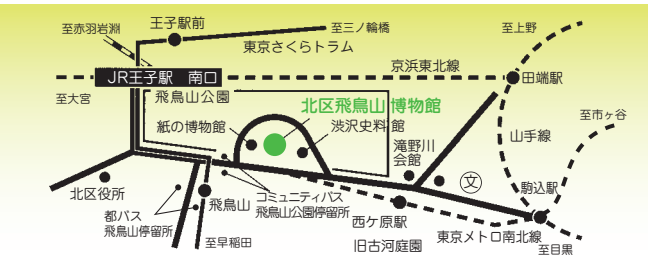 至赤羽岩淵
王子駅前
至三ノ輪橋
東京さくらトラム
至上野
京浜東北線
JR王子駅 南口
田端駅
至大宮
飛鳥山公園
北区飛鳥山博物館
至市ヶ谷
紙の博物館
渋沢史料館
山手線
滝野川
会館
文
駒込駅
北区役所
飛鳥山
コミュニティバス
飛鳥山公園停留所
都バス
飛鳥山停留所
西ケ原駅
東京メトロ南北線
至早稲田
旧古河庭園
至目黒